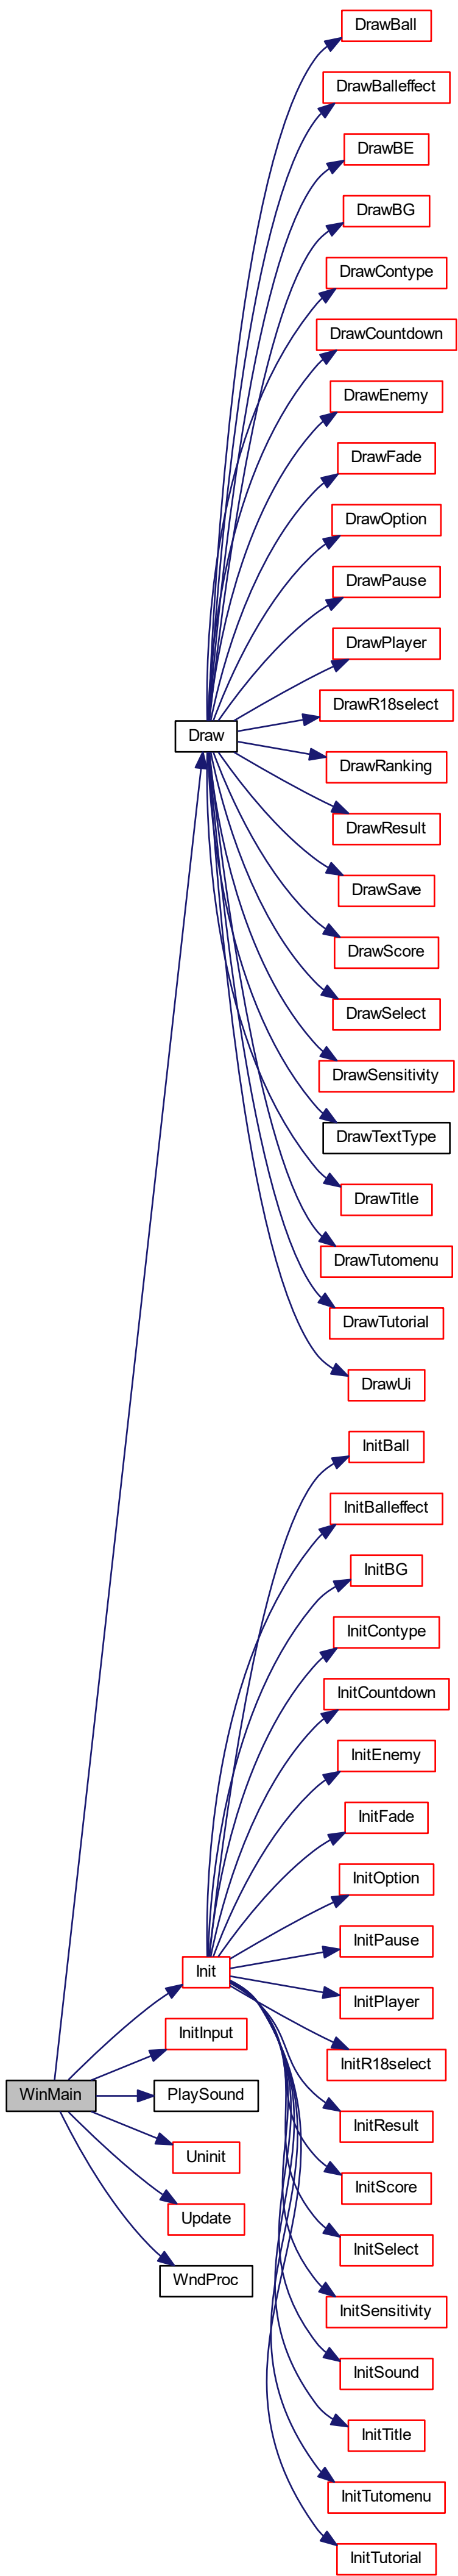 DrawBall
DrawBalleffect
DrawBE
DrawBG
DrawContype
DrawCountdown
DrawEnemy
DrawFade
DrawOption
DrawPause
DrawPlayer
DrawR18select
Draw
DrawRanking
DrawResult
DrawSave
DrawScore
DrawSelect
DrawSensitivity
DrawTextType
DrawTitle
DrawTutomenu
DrawTutorial
DrawUi
InitBall
InitBalleffect
InitBG
InitContype
InitCountdown
InitEnemy
InitFade
InitOption
InitPause
Init
InitPlayer
InitInput
InitR18select
WinMain
PlaySound
InitResult
Uninit
InitScore
Update
InitSelect
WndProc
InitSensitivity
InitSound
InitTitle
InitTutomenu
InitTutorial